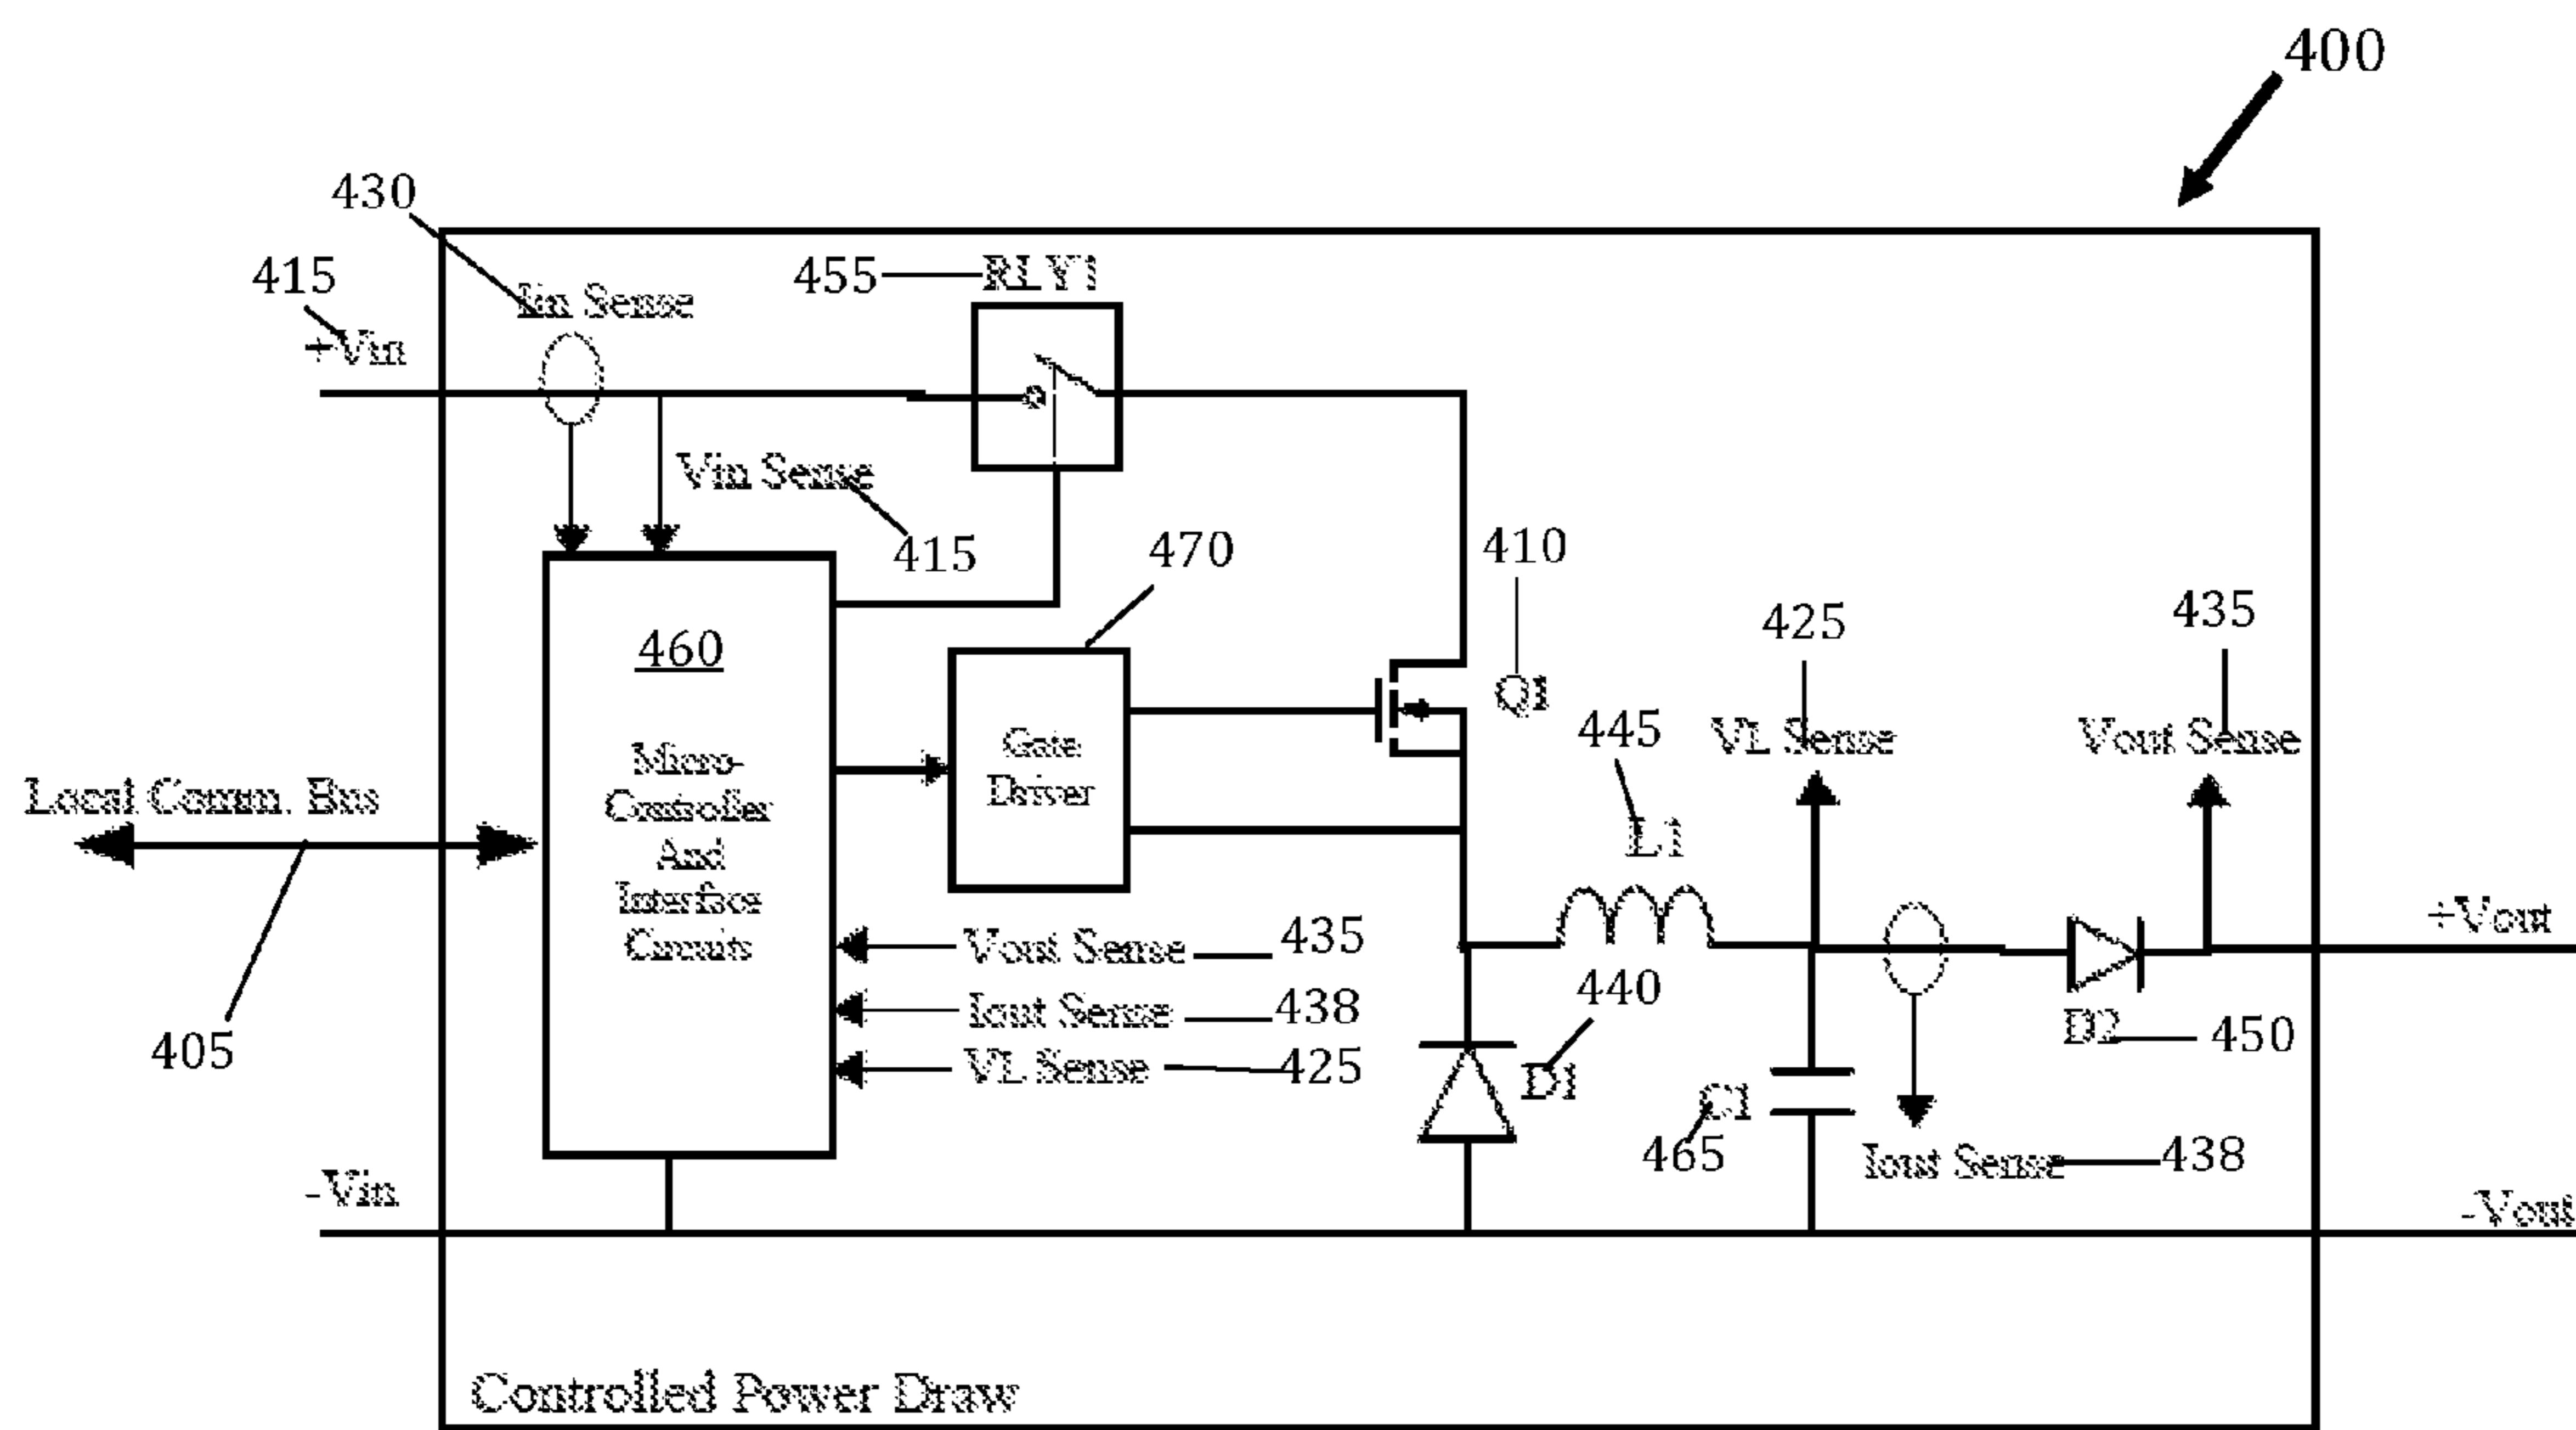 400
430
415
+Vin
Iin Sense
455
RLY1
Vin Sense
415
470
410
Q1
425
435
VL Sense
Vout Sense
460
Micro-
Controller
And
Interface
Circuits
Gate
Driver
445
L1
Local Comm. Bus
405
Vout Sense
435
Iout Sense
438
VL Sense
425
440
D1
C1
465
D2
450
Iout Sense
438
+Vout
-Vin
-Vout
Controlled Power Draw